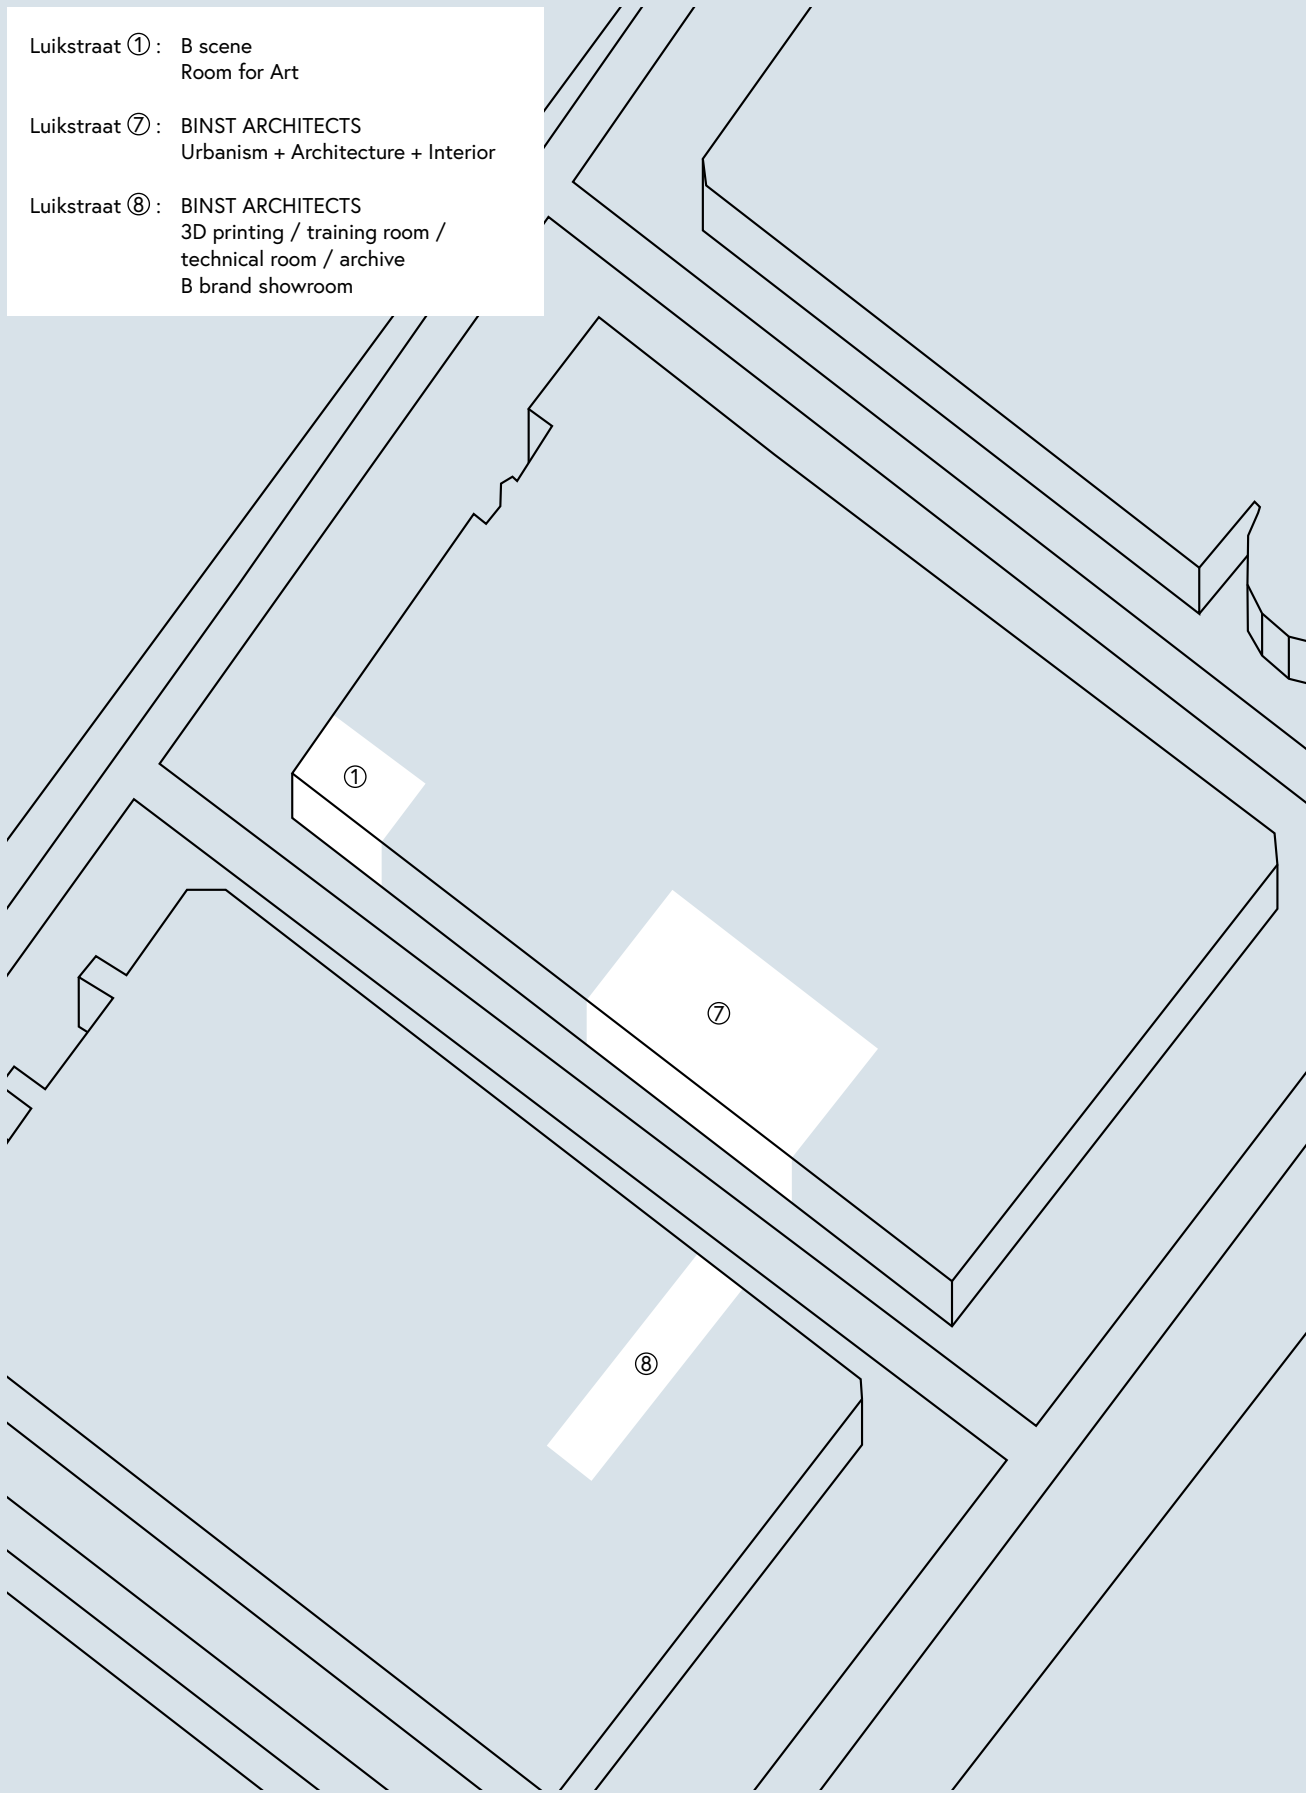 Luikstraat ① : B scene
Room for Art
Luikstraat ⑦ : BINST ARCHITECTS
Urbanism + Architecture + Interior
Luikstraat ⑧ : BINST ARCHITECTS
3D printing / training room /
technical room / archive
B brand showroom
①
⑦
⑧